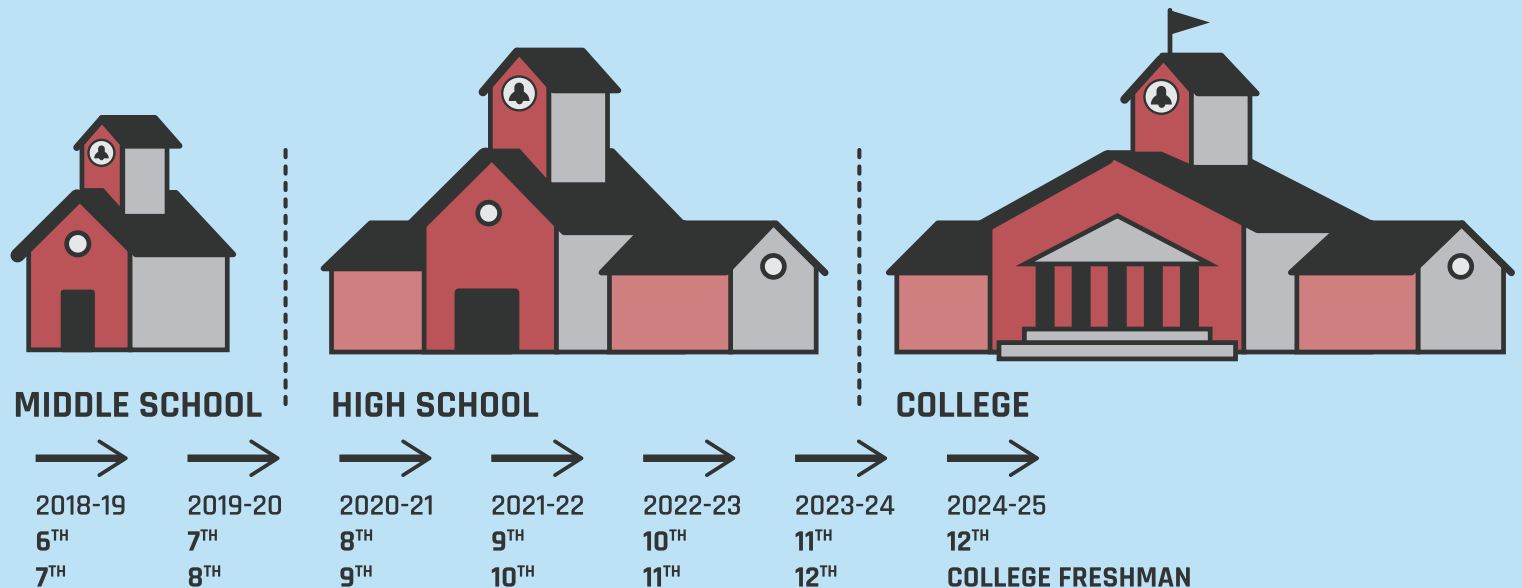 MIDDLE SCHOOL HIGH SCHOOL COLLEGE
2018-19 2019-20 2020-21 2021-22 2022-23 2023-24 2024-25
6TH 7TH 8TH 9TH 10TH 11TH 12TH
7TH 8TH 9TH 10TH 11TH 12TH COLLEGE FRESHMAN